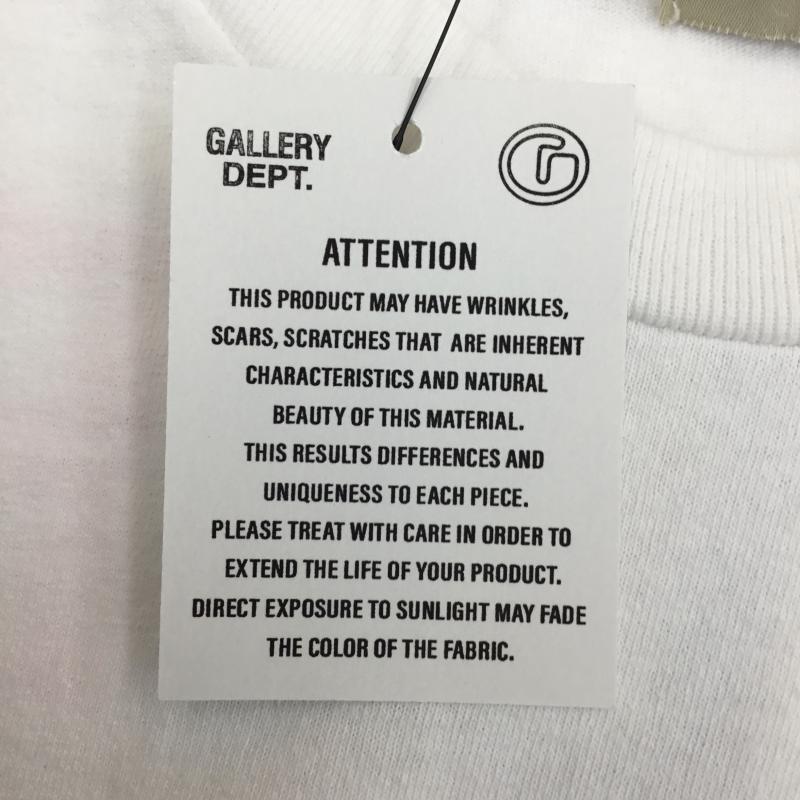 GALLERY
DEPT.
G
ATTENTION
THIS PRODUCT MAY HAVE WRINKLES,
SCARS, SCRATCHES THAT ARE INHERENT
CHARACTERISTICS AND NATURAL
BEAUTY OF THIS MATERIAL.
THIS RESULTS DIFFERENCES AND
UNIQUENESS TO EACH PIECE.
PLEASE TREAT WITH CARE IN ORDER TO
EXTEND THE LIFE OF YOUR PRODUCT.
DIRECT EXPOSURE TO SUNLIGHT MAY FADE
THE COLOR OF THE FABRIC.